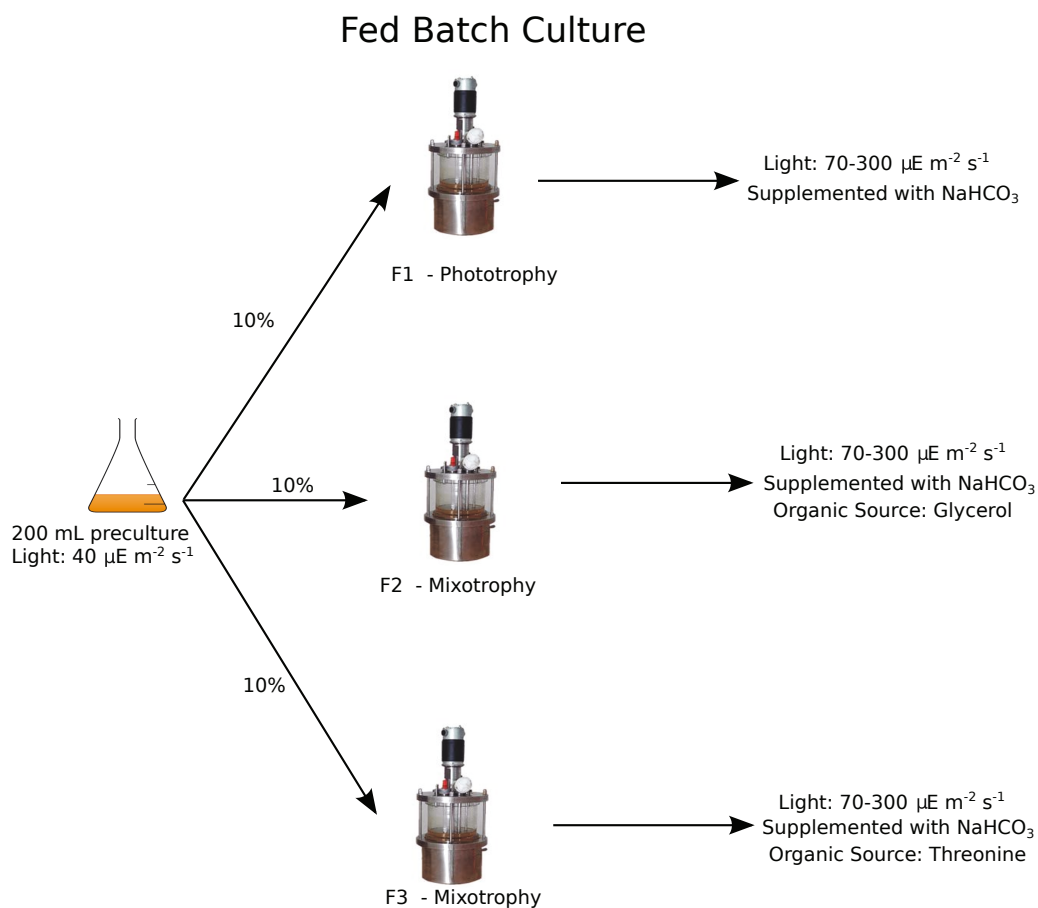 Fed Batch Culture
Light: 70-300 µE m⁻² s⁻¹
Supplemented with NaHCO₃
F1 - Phototrophy
10%
200 mL preculture
Light: 40 µE m⁻² s⁻¹
10%
F2 - Mixotrophy
Light: 70-300 µE m⁻² s⁻¹
Supplemented with NaHCO₃
Organic Source: Glycerol
10%
F3 - Mixotrophy
Light: 70-300 µE m⁻² s⁻¹
Supplemented with NaHCO₃
Organic Source: Threonine